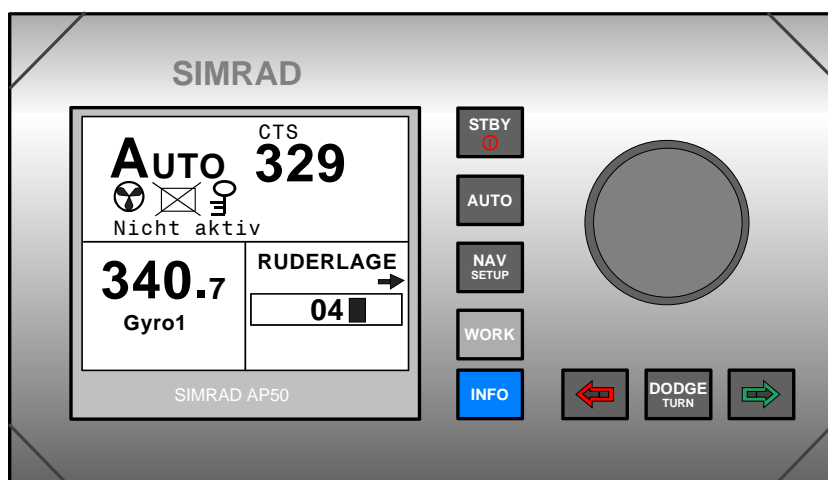 SIMRAD
CTS
AUTO 329
Nicht aktiv
340.7
Gyro1
RUDERLAGE
04
SIMRAD AP50
STBY
AUTO
NAV
SETUP
WORK
INFO
DODGE
TURN